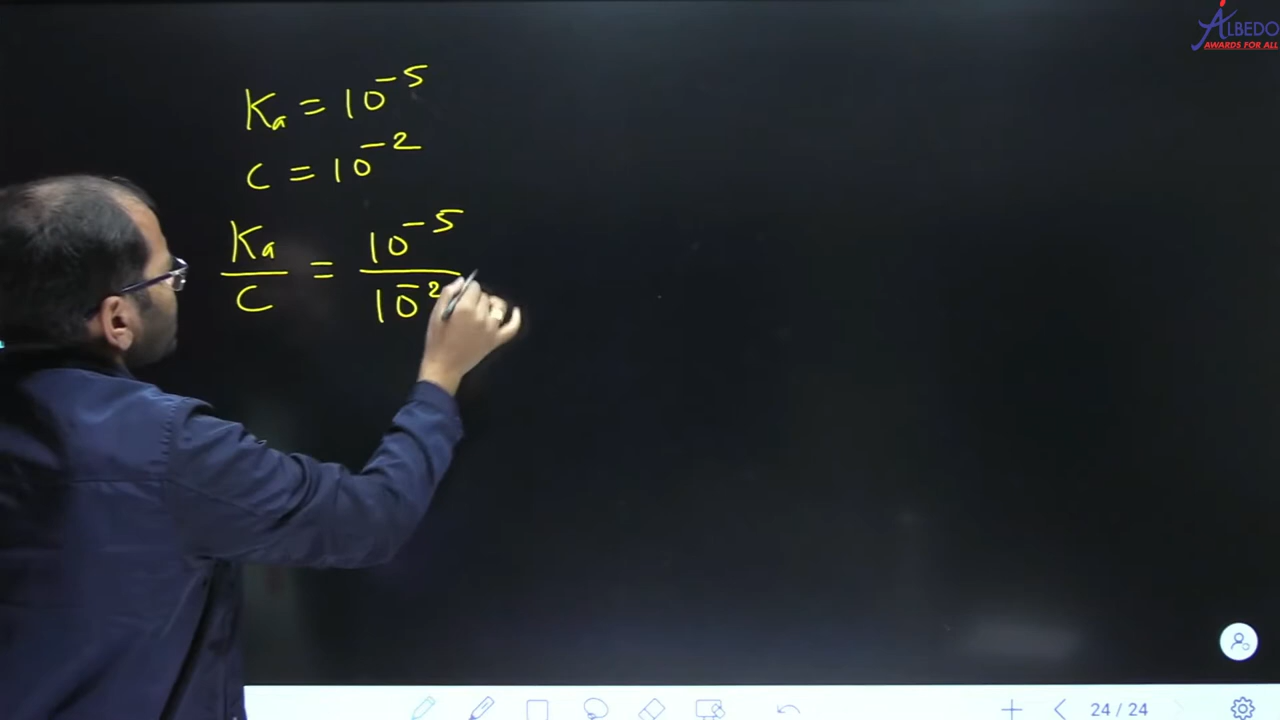 ALBEDO
AWARDS FOR ALL
Ka = 10⁻⁵
C = 10⁻²
Ka/C = 10⁻⁵/10⁻²
24 / 24